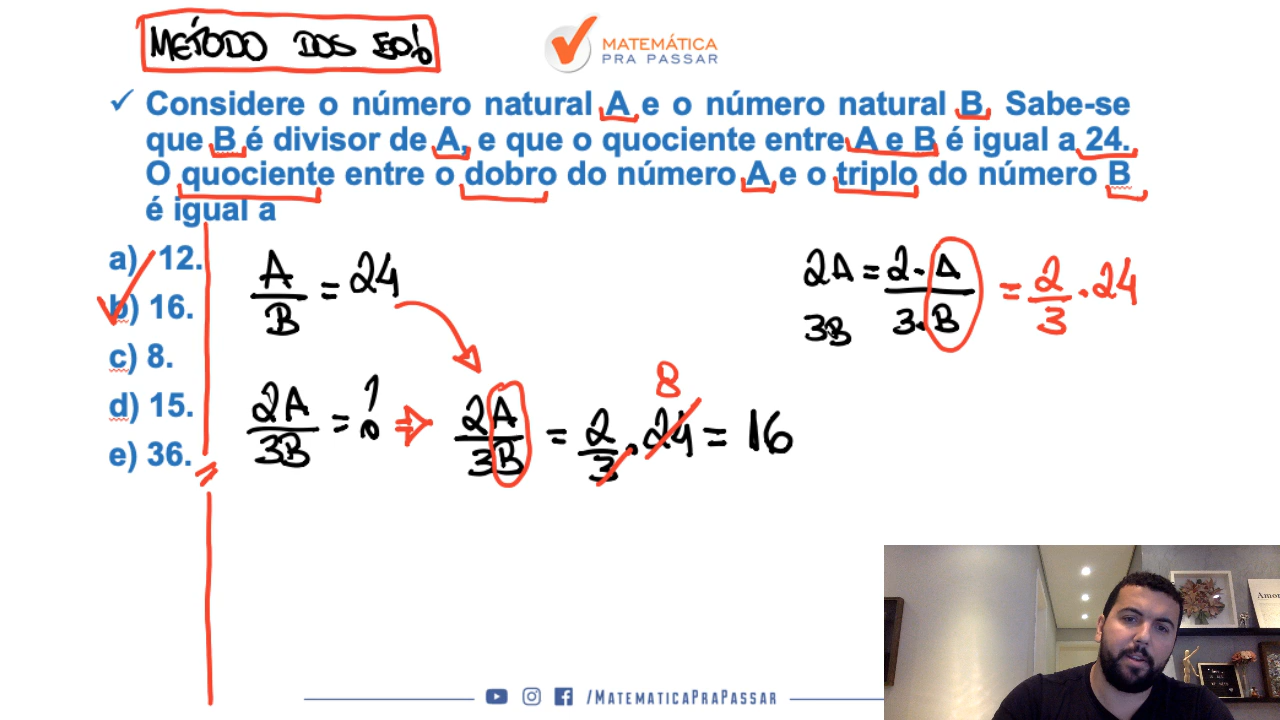 MÉTODO DOS 50%
MATEMÁTICA
PRA PASSAR
✓ Considere o número natural A e o número natural B. Sabe-se
que B é divisor de A, e que o quociente entre A e B é igual a 24.
O quociente entre o dobro do número A e o triplo do número B
é igual a
a) 12.
b) 16.
c) 8.
d) 15.
e) 36.
A/B = 24
2A/3B = ? ⇒ 2A/3B = 2/3 . 24 = 16
8
2A/3B = 2.A/3.B = 2/3 . 24
/MATEMATICAPRAPASSAR
Amor